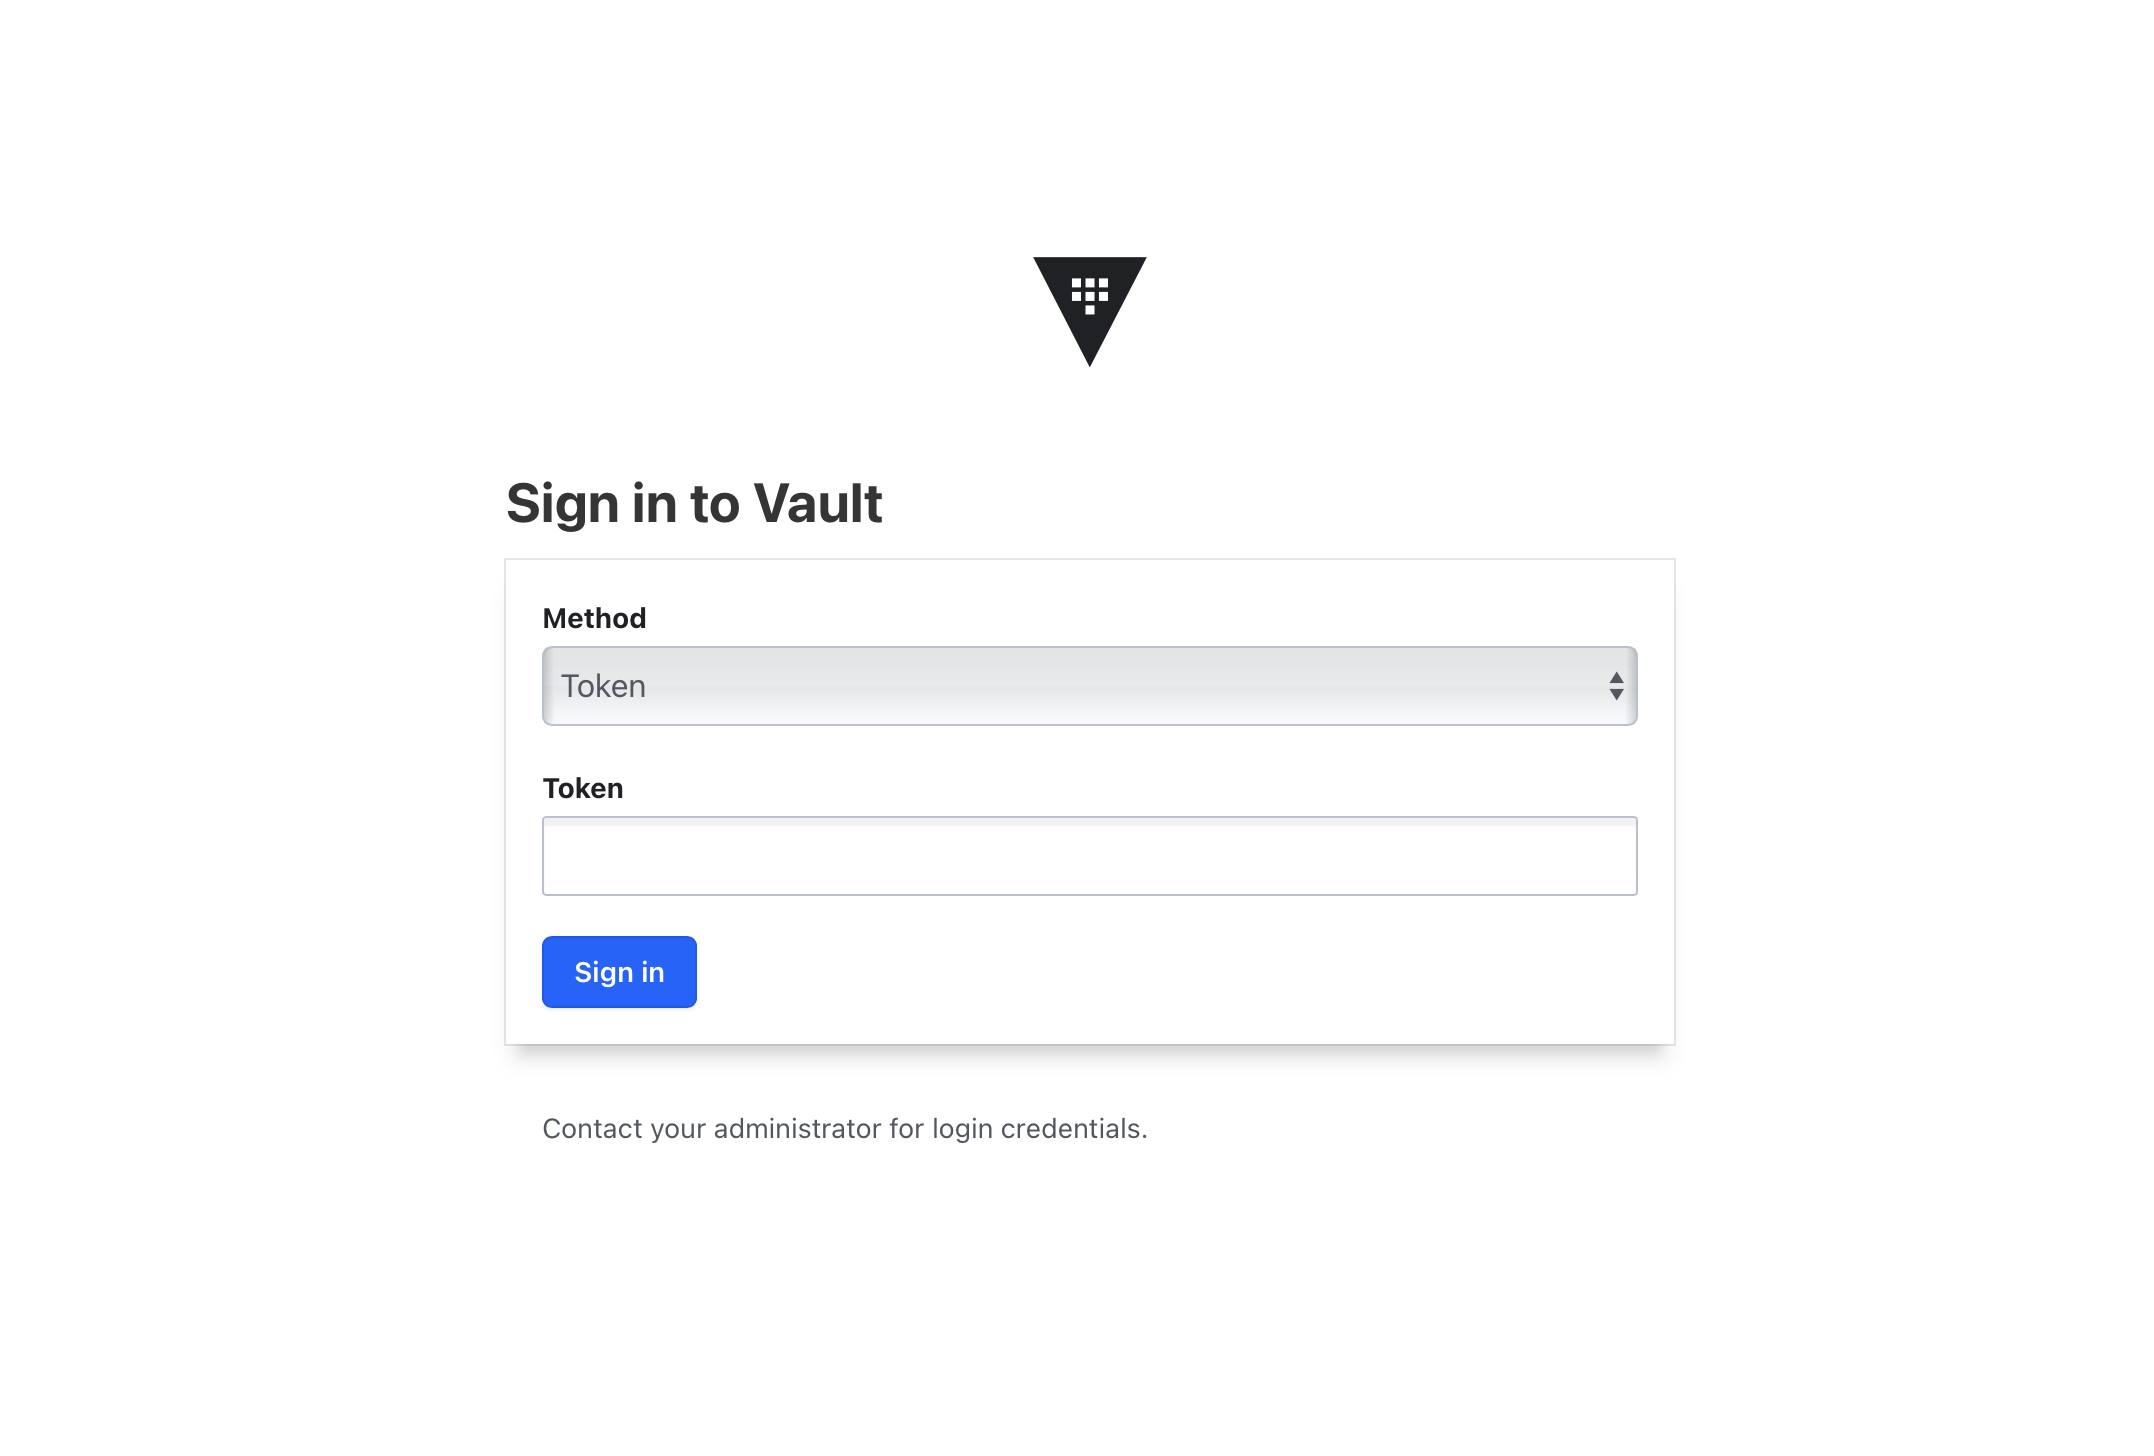 Sign in to Vault
Method
Token
Token
Sign in
Contact your administrator for login credentials.